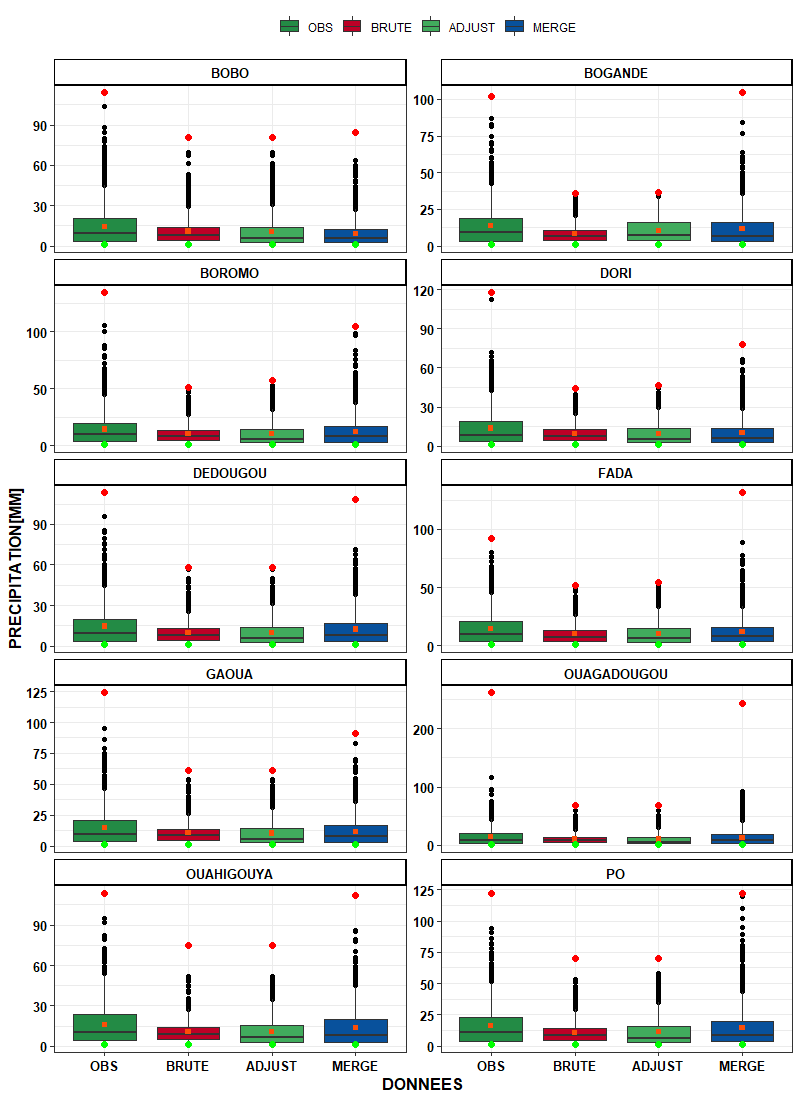 OBS BRUTE ADJUST MERGE
BOBO BOGANDE
90 100
60 75
30 50
0 25
0
BOROMO DORI
100 120
50 90
0 60
30
0
DEDOUGOU FADA
90 100
60 50
30 0
0
GAOUA OUAGADOUGOU
125 200
100 100
75 0
50
25
0
OUAHIGOUYA PO
90 125
60 100
30 75
0 50
25
0
OBS BRUTE ADJUST MERGE OBS BRUTE ADJUST MERGE
DONNEES
PRECIPITATION[MM]